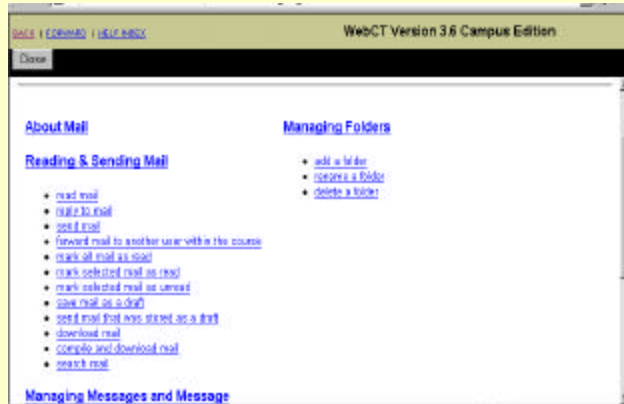 BACK | FORWARD | HELP INDEX
WebCT Version 3.6 Campus Edition
Close
About Mail
Reading & Sending Mail
read mail
reply to mail
send mail
forward mail to another user within the course
mark all mail as read
mark selected mail as read
mark selected mail as unread
save mail as a draft
send mail that was stored as a draft
download mail
compile and download mail
search mail
Managing Messages and Message
Managing Folders
add a folder
rename a folder
delete a folder